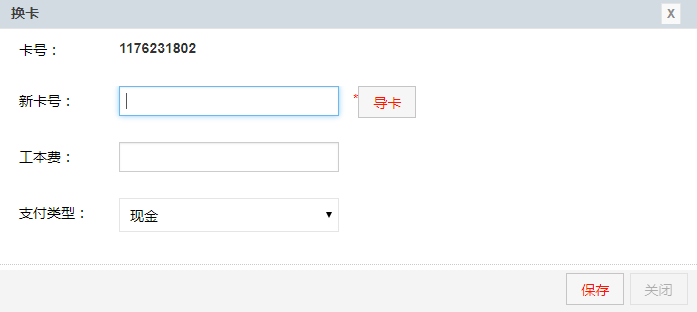 换卡 X
卡号： 1176231802
新卡号： * 寻卡
工本费：
支付类型： 现金
保存 关闭